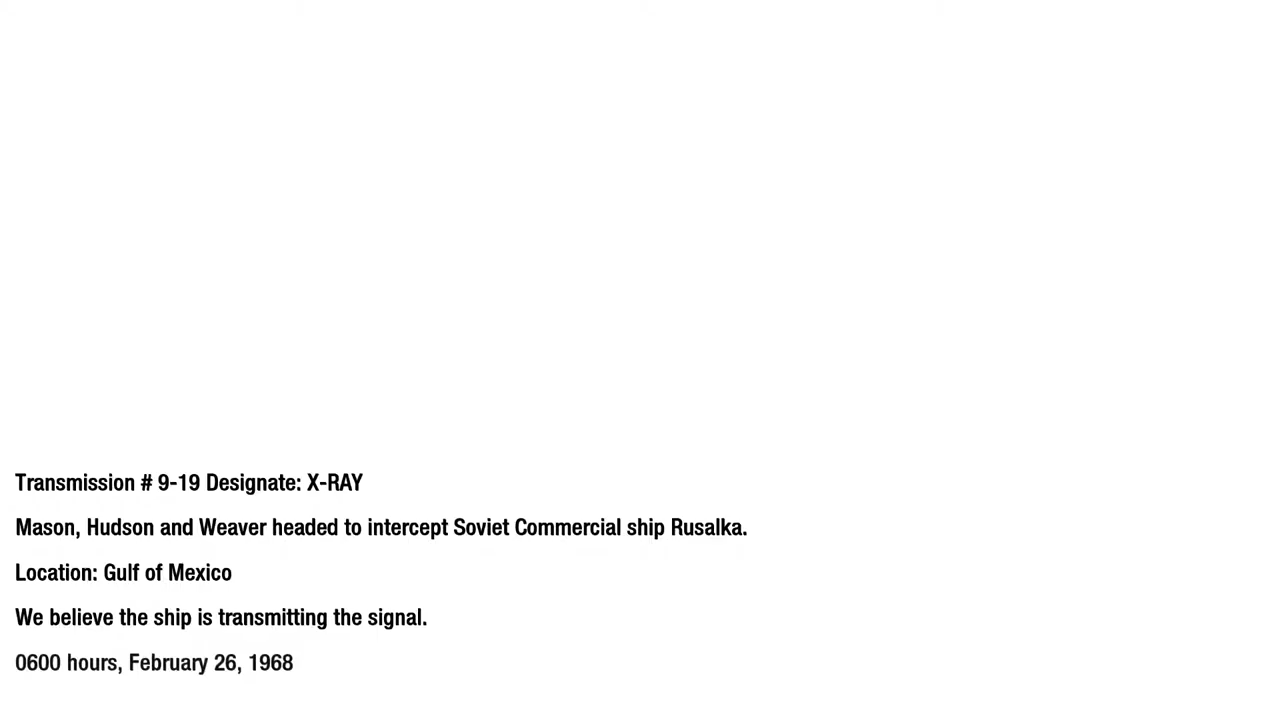 Transmission # 9-19 Designate: X-RAY
Mason, Hudson and Weaver headed to intercept Soviet Commercial ship Rusalka.
Location: Gulf of Mexico
We believe the ship is transmitting the signal.
0600 hours, February 26, 1968